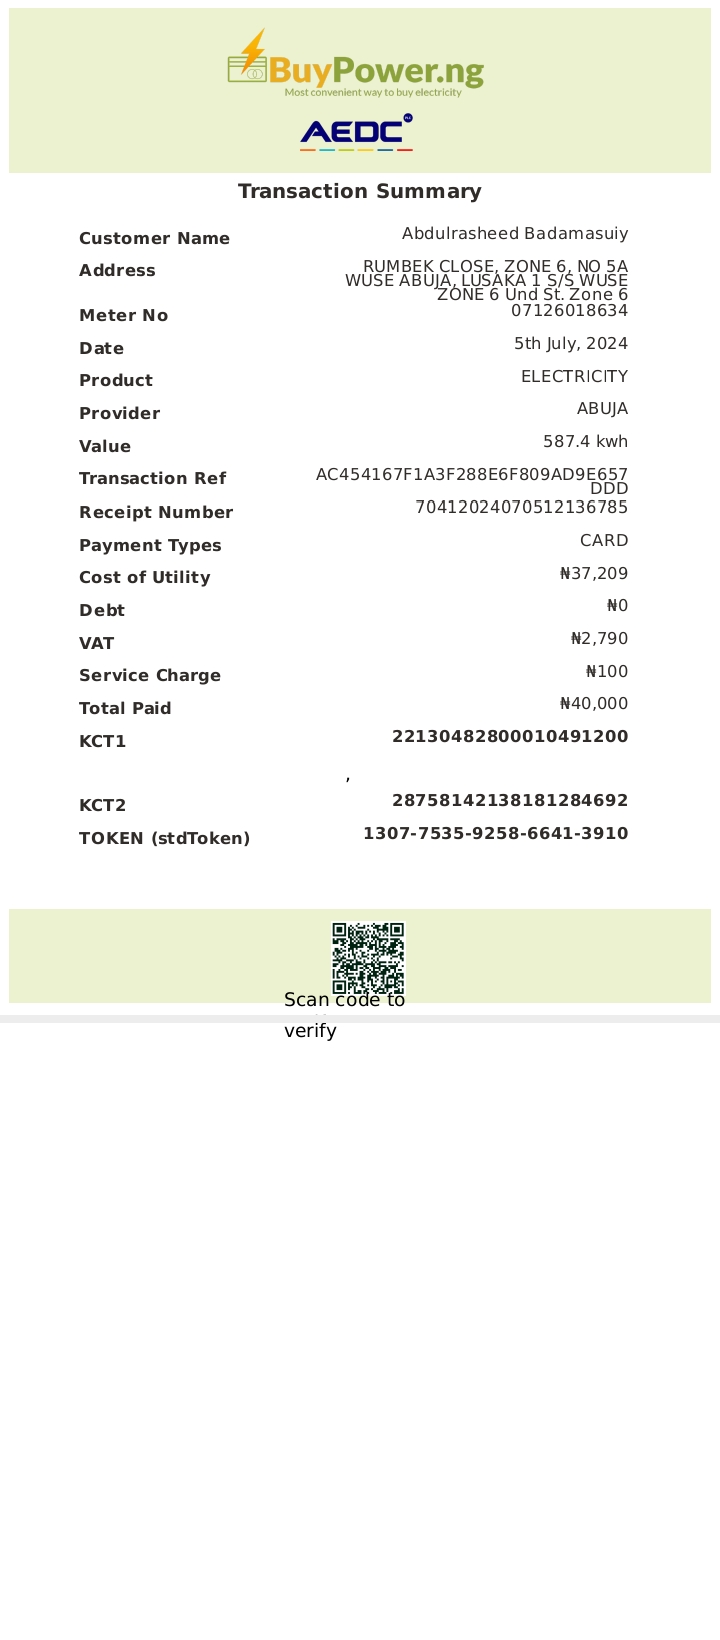 BuyPower.ng
Most convenient way to buy electricity
AEDC
Transaction Summary
Customer Name Abdulrasheed Badamasuiy
Address RUMBEK CLOSE, ZONE 6, NO 5A
WUSE ABUJA, LUSAKA 1 S/S WUSE
ZONE 6 Und St. Zone 6
Meter No 07126018634
Date 5th July, 2024
Product ELECTRICITY
Provider ABUJA
Value 587.4 kwh
Transaction Ref AC454167F1A3F288E6F809AD9E657
DDD
Receipt Number 70412024070512136785
Payment Types CARD
Cost of Utility ₦37,209
Debt ₦0
VAT ₦2,790
Service Charge ₦100
Total Paid ₦40,000
KCT1 22130482800010491200
,
KCT2 28758142138181284692
TOKEN (stdToken) 1307-7535-9258-6641-3910
Scan code to
verify